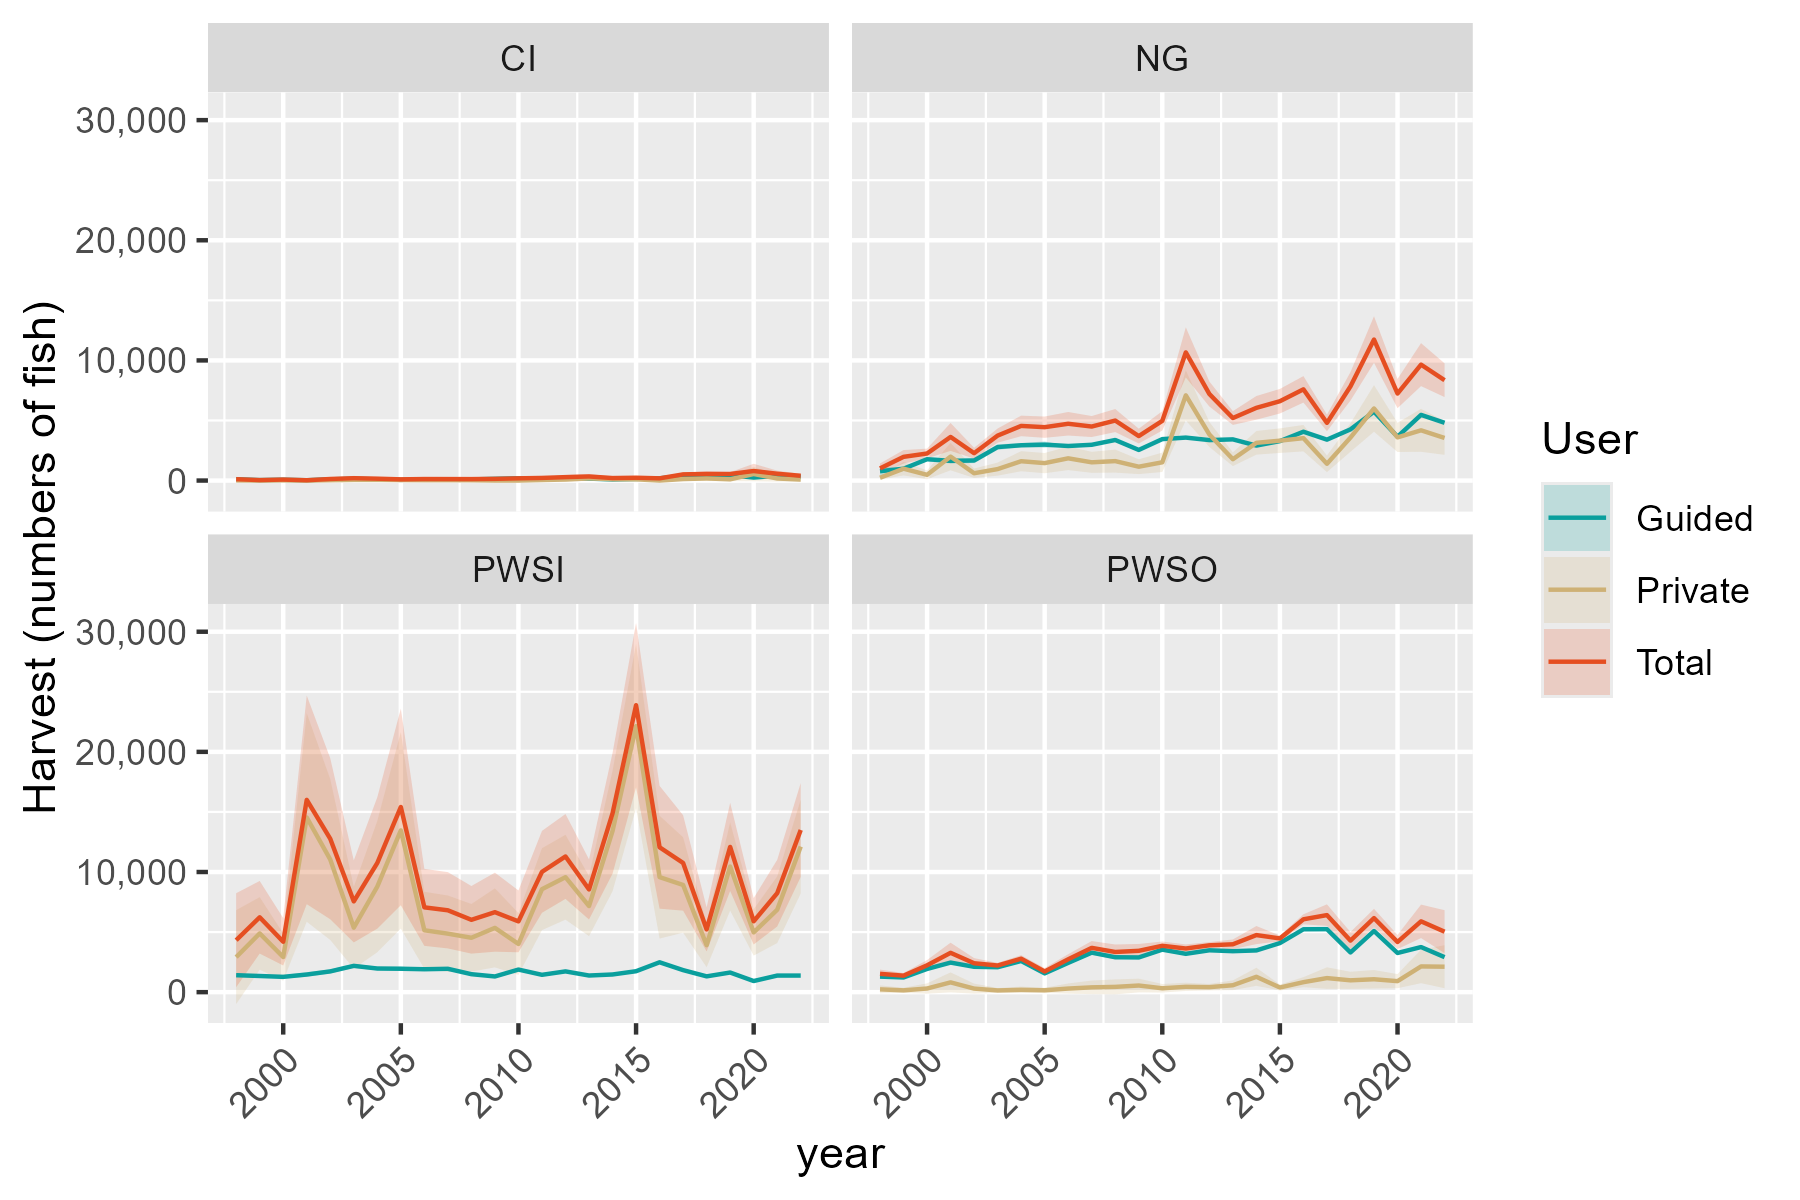 CI
NG
30,000
20,000
10,000
0
PWSI
PWSO
30,000
20,000
10,000
0
2000
2005
2010
2015
2020
2000
2005
2010
2015
2020
year
Harvest (numbers of fish)
User
Guided
Private
Total